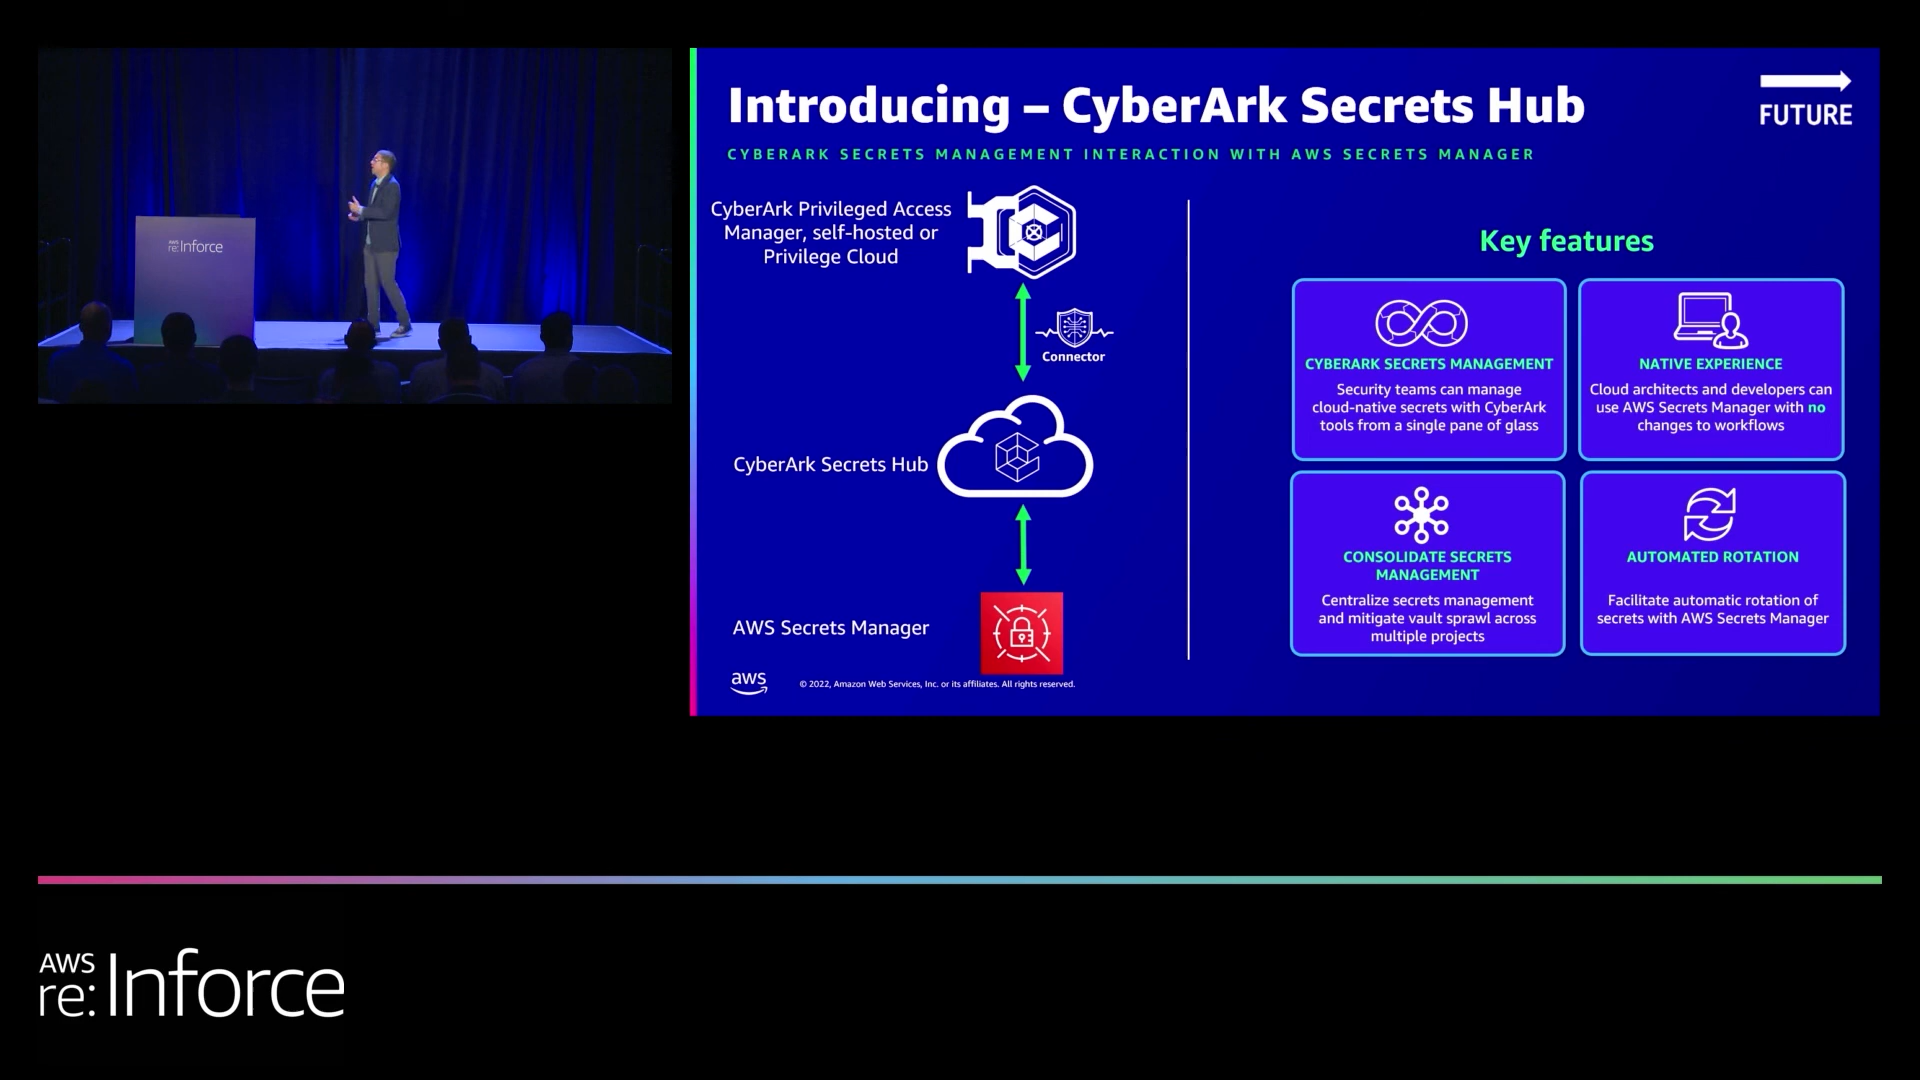 AWS
re:Inforce
Introducing – CyberArk Secrets Hub
FUTURE
CYBERARK SECRETS MANAGEMENT INTERACTION WITH AWS SECRETS MANAGER
CyberArk Privileged Access
Manager, self-hosted or
Privilege Cloud
Connector
CyberArk Secrets Hub
AWS Secrets Manager
aws
© 2022, Amazon Web Services, Inc. or its affiliates. All rights reserved.
Key features
CYBERARK SECRETS MANAGEMENT
Security teams can manage
cloud-native secrets with CyberArk
tools from a single pane of glass
NATIVE EXPERIENCE
Cloud architects and developers can
use AWS Secrets Manager with no
changes to workflows
CONSOLIDATE SECRETS
MANAGEMENT
Centralize secrets management
and mitigate vault sprawl across
multiple projects
AUTOMATED ROTATION
Facilitate automatic rotation of
secrets with AWS Secrets Manager
AWS
re:Inforce